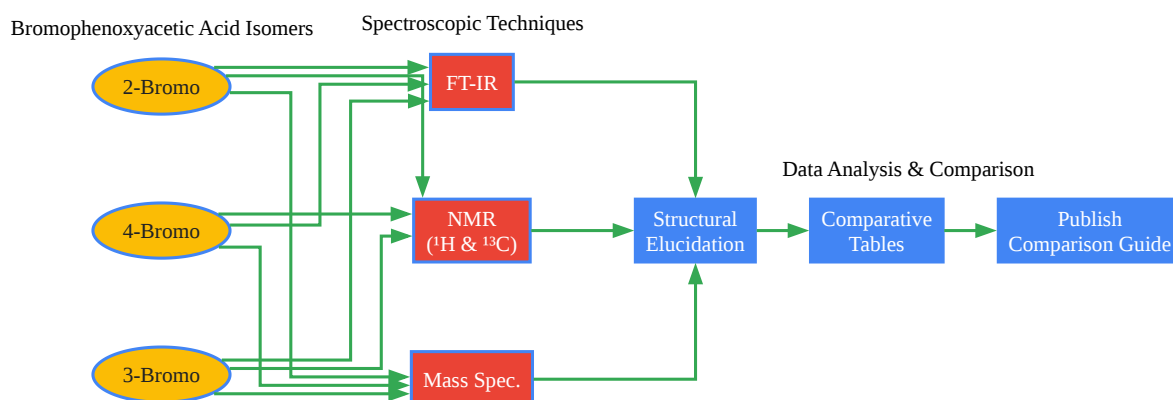 Bromophenoxyacetic Acid Isomers
Spectroscopic Techniques
2-Bromo
FT-IR
Data Analysis & Comparison
4-Bromo
NMR
(¹H & ¹³C)
Structural
Elucidation
Comparative
Tables
Publish
Comparison Guide
3-Bromo
Mass Spec.